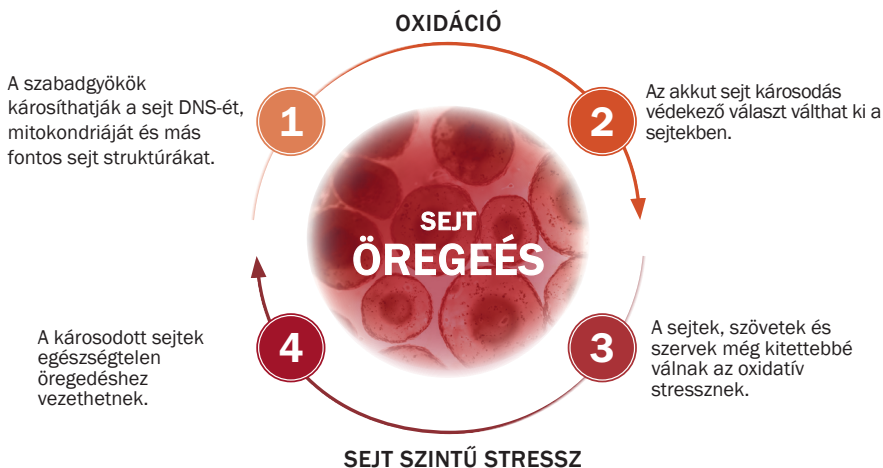 OXIDÁCIÓ
A szabadgyökök
károsíthatják a sejt DNS-ét,
mitokondriáját és más
fontos sejt struktúrákat.
1
2
Az akkut sejt károsodás
védekező választ válthat ki a
sejtekben.
SEJT
ÖREGEÉS
A károsodott sejtek
egészségtelen
öregedéshez
vezethetnek.
4
3
A sejtek, szövetek és
szervek még kitettebbé
válnak az oxidatív
stressznek.
SEJT SZINTŰ STRESSZ